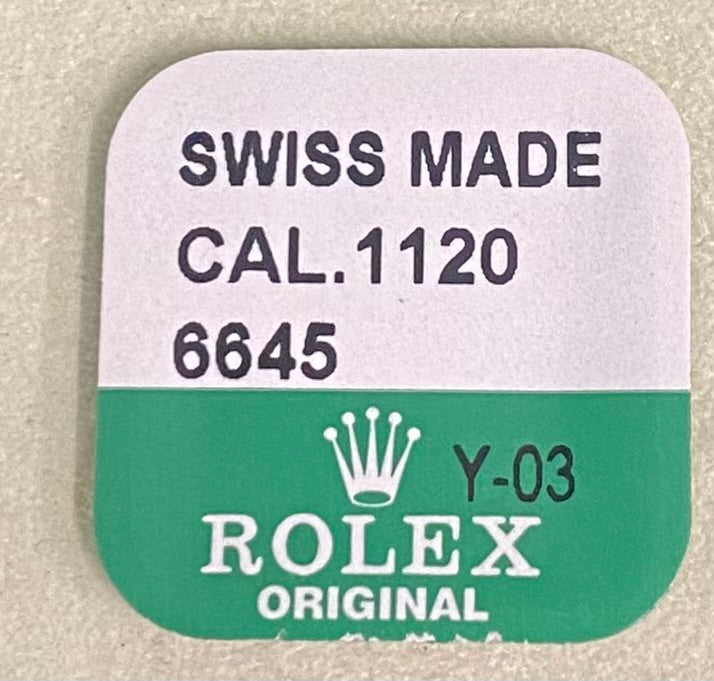 SWISS MADE
CAL.1120
6645
Y-03
ROLEX
ORIGINAL